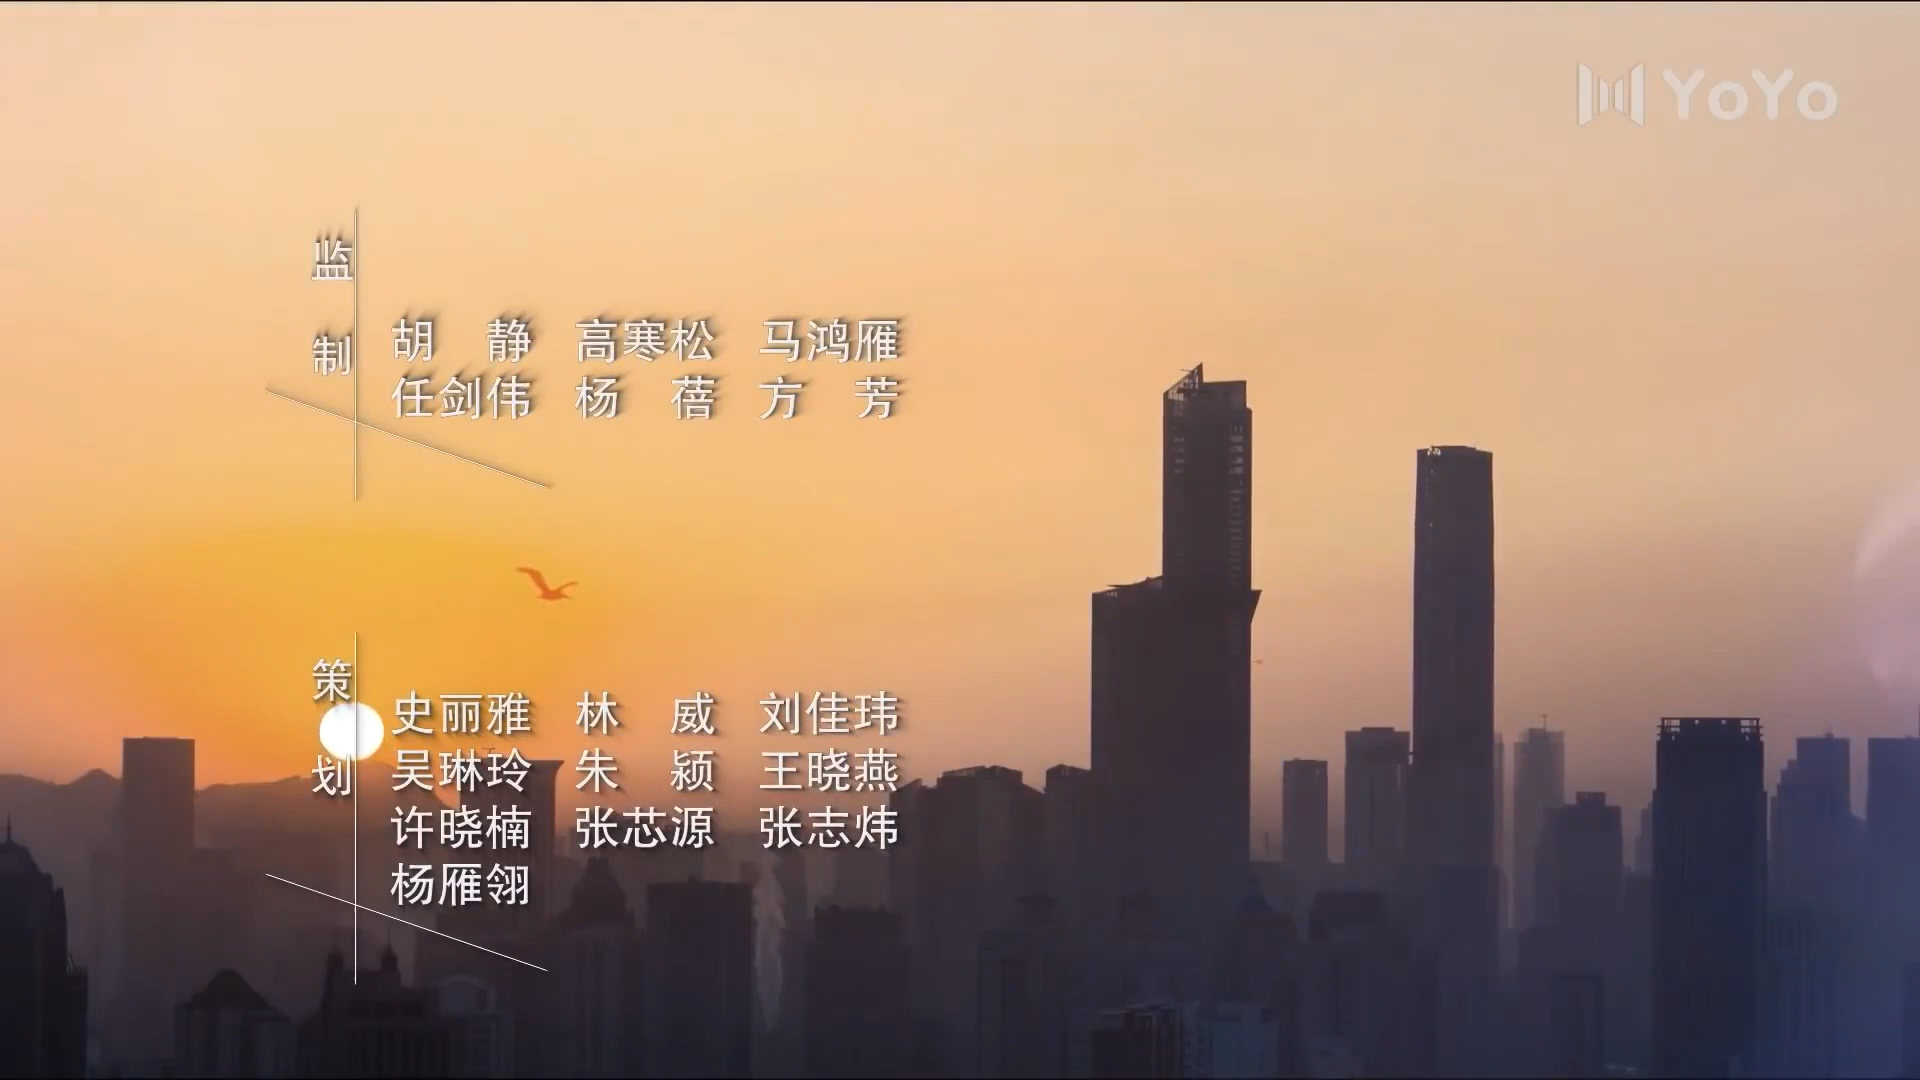 YoYo
监制
胡 静 高寒松 马鸿雁
任剑伟 杨 蓓 方 芳
策划
史丽雅 林 威 刘佳玮
吴琳玲 朱 颍 王晓燕
许晓楠 张芯源 张志炜
杨雁翎